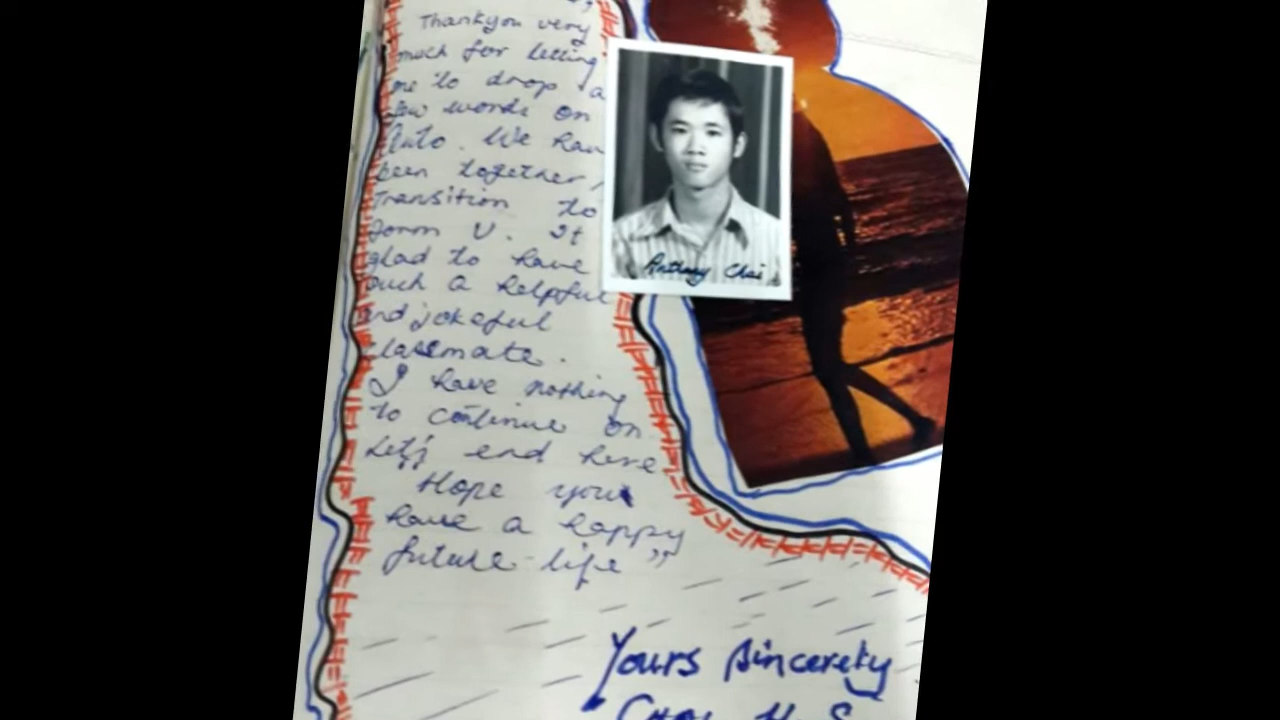 Thankyou very
much for letting
me to drop a
few words on
Auto. We have
been together,
Transition to
form V. It
glad to have
such a helpful
and jokeful
classmate.
I have nothing
to continue on
Let's end here
Hope your
have a happy
future life"
Anthony Chai
Yours sincerely